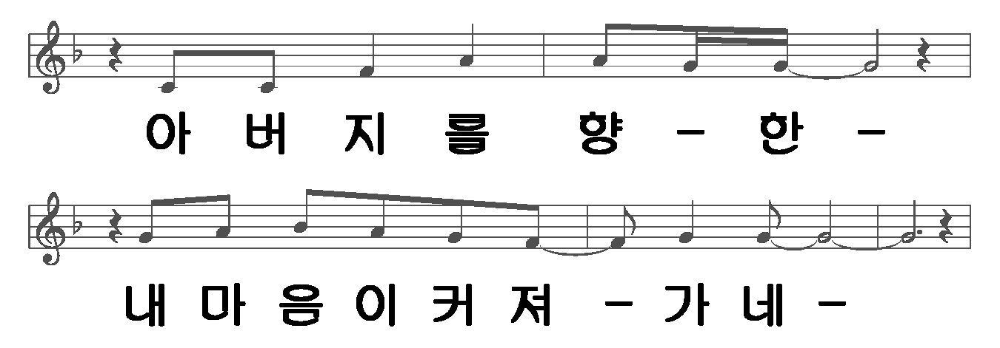 아 버 지 를 향 - 한 -
내 마 음 이 커 져 - 가 네 -